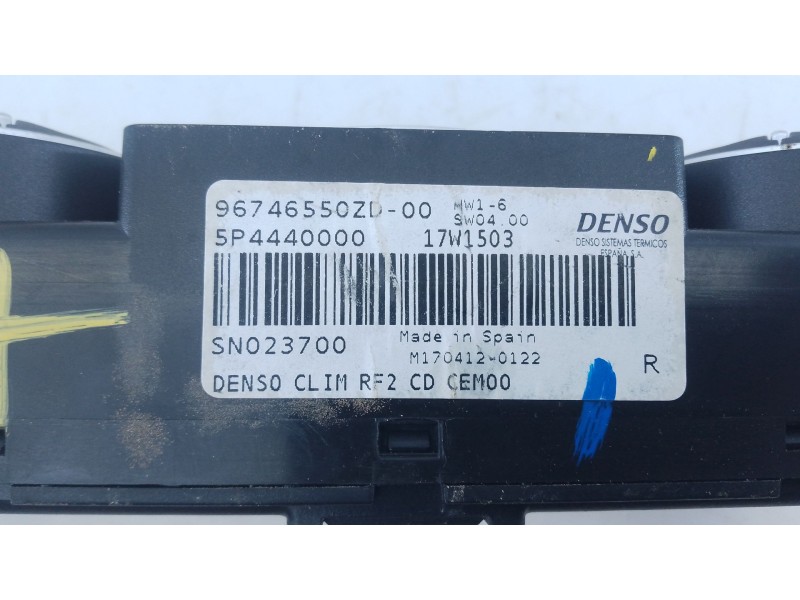 96746550ZD-00
HW1-6
SW04.00
5P4440000 17W1503
DENSO
DENSO SISTEMAS TERMICOS
ESPAÑA S.A.
SN023700
Made in Spain
M170412-0122
R
DENSO CLIM RF2 CD CEM00